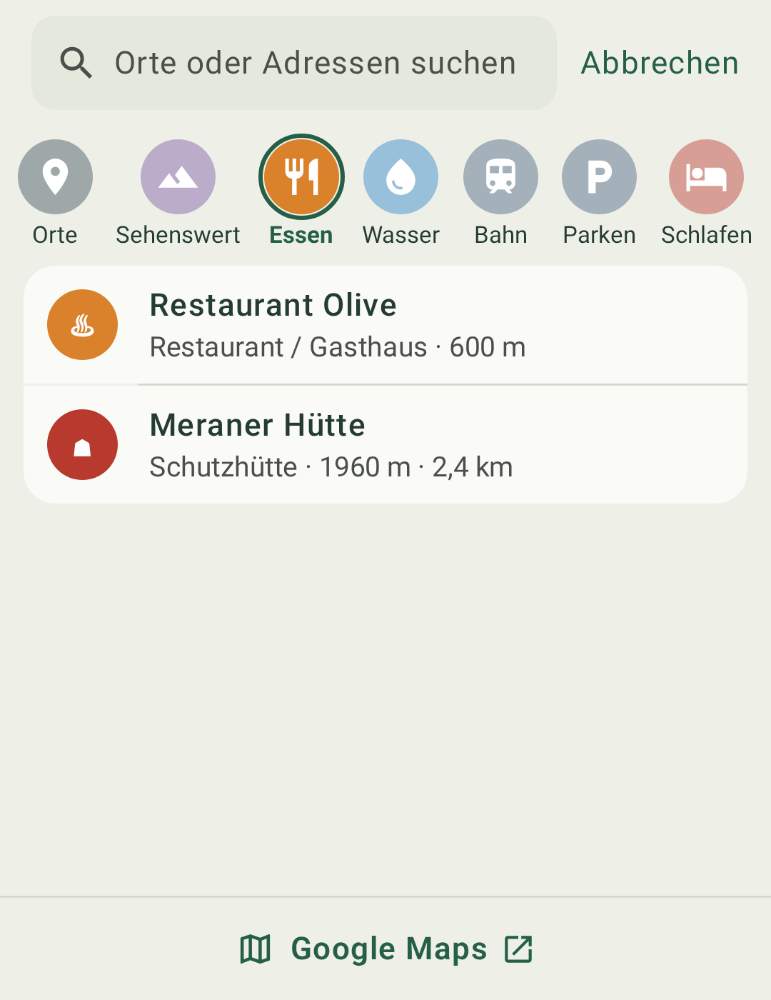 Orte oder Adressen suchen
Abbrechen
Orte
Sehenswert
Essen
Wasser
Bahn
P
Parken
Schlafen
Restaurant Olive
Restaurant / Gasthaus · 600 m
Meraner Hütte
Schutzhütte · 1960 m · 2,4 km
Google Maps